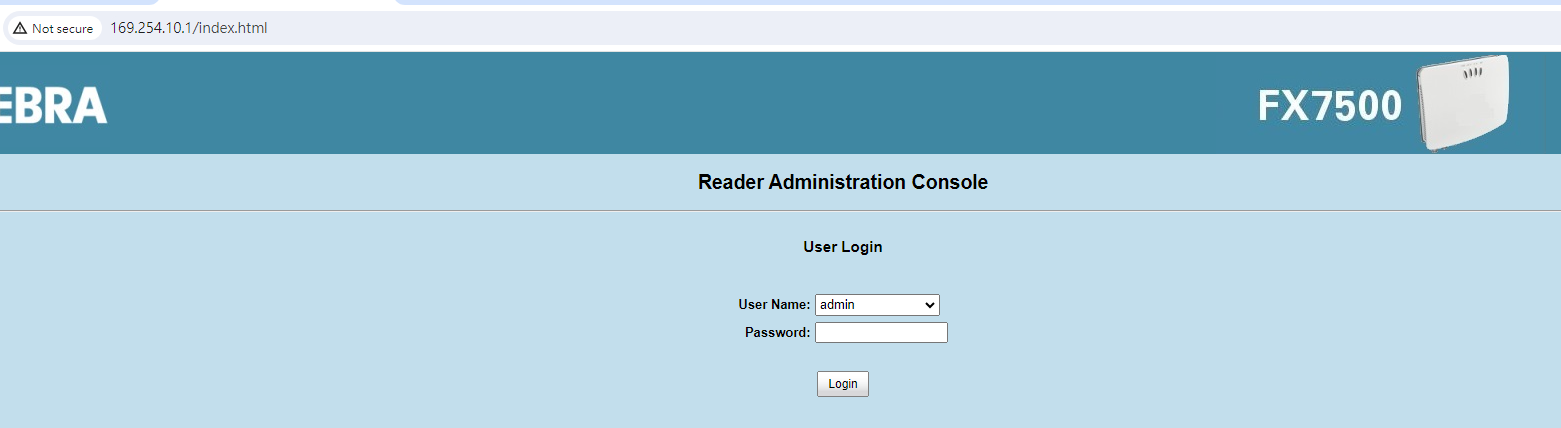 Not secure 169.254.10.1/index.html
EBRA FX7500
Reader Administration Console
User Login
User Name: admin
Password:
Login